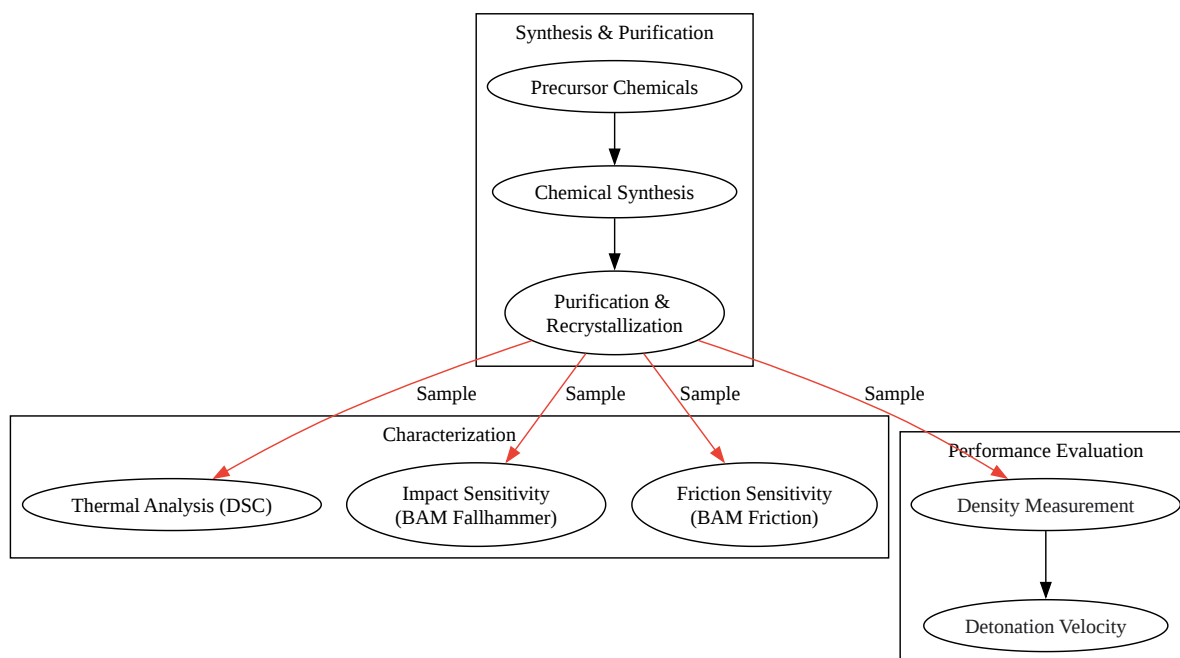 Synthesis & Purification
Precursor Chemicals
Chemical Synthesis
Purification &
Recrystallization
Sample
Sample
Sample
Sample
Characterization
Performance Evaluation
Thermal Analysis (DSC)
Impact Sensitivity
(BAM Fallhammer)
Friction Sensitivity
(BAM Friction)
Density Measurement
Detonation Velocity